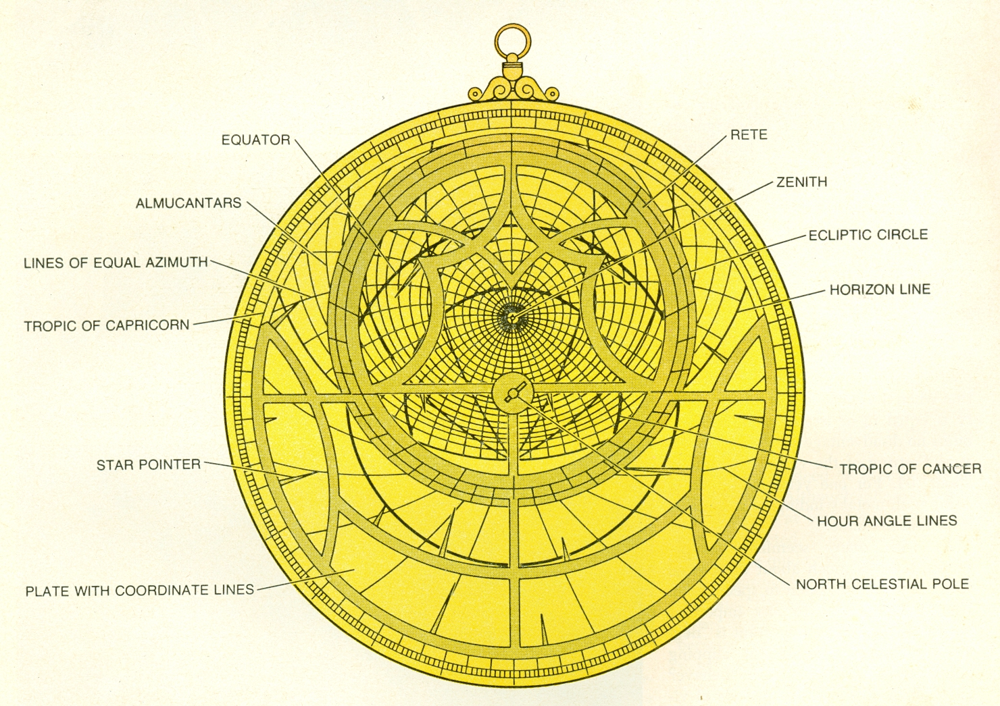 EQUATOR
ALMUCANTARS
LINES OF EQUAL AZIMUTH
TROPIC OF CAPRICORN
STAR POINTER
PLATE WITH COORDINATE LINES
RETE
ZENITH
ECLIPTIC CIRCLE
HORIZON LINE
TROPIC OF CANCER
HOUR ANGLE LINES
NORTH CELESTIAL POLE